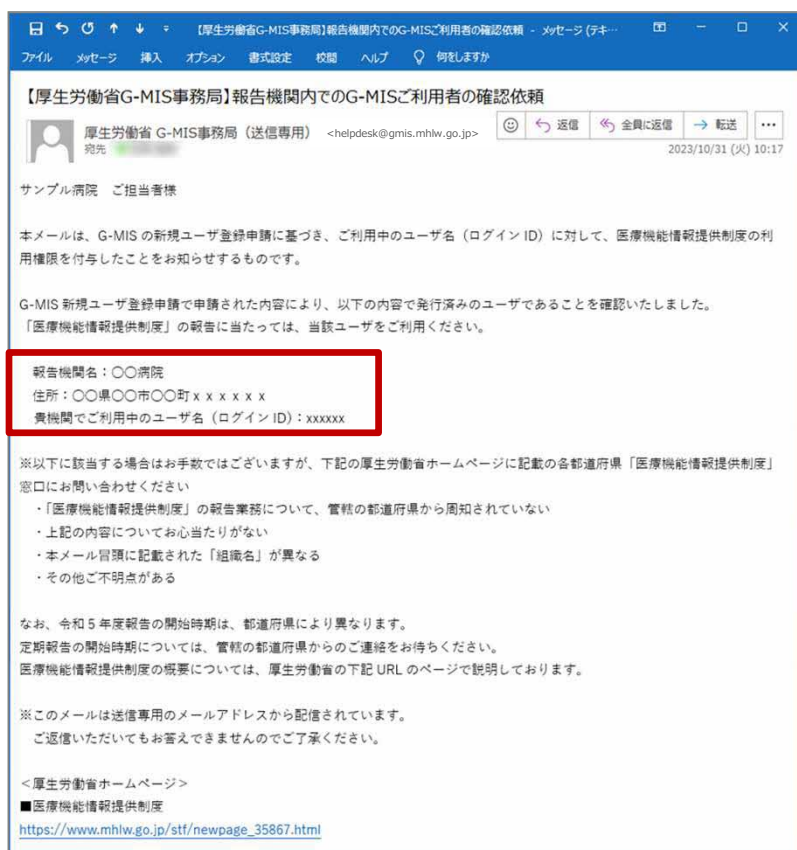 【厚生労働省G-MIS事務局】報告機関内でのG-MISご利用者の確認依頼 - メッセージ (テキ…
ファイル メッセージ 挿入 オプション 書式設定 校閲 ヘルプ 何をしますか
【厚生労働省G-MIS事務局】報告機関内でのG-MISご利用者の確認依頼
厚生労働省 G-MIS事務局（送信専用） <helpdesk@gmis.mhlw.go.jp>
返信 全員に返信 転送 …
宛先
2023/10/31 (火) 10:17
サンプル病院 ご担当者様
本メールは、G-MIS の新規ユーザ登録申請に基づき、ご利用中のユーザ名（ログイン ID）に対して、医療機能情報提供制度の利
用権限を付与したことをお知らせするものです。
G-MIS 新規ユーザ登録申請で申請された内容により、以下の内容で発行済みのユーザであることを確認いたしました。
「医療機能情報提供制度」の報告に当たっては、当該ユーザをご利用ください。
報告機関名：〇〇病院
住所：〇〇県〇〇市〇〇町ｘｘｘｘｘｘ
貴機関でご利用中のユーザ名（ログイン ID）：xxxxxx
※以下に該当する場合はお手数ではございますが、下記の厚生労働省ホームページに記載の各都道府県「医療機能情報提供制度」
窓口にお問い合わせください
・「医療機能情報提供制度」の報告業務について、管轄の都道府県から周知されていない
・上記の内容についてお心当たりがない
・本メール冒頭に記載された「組織名」が異なる
・その他ご不明点がある
なお、令和５年度報告の開始時期は、都道府県により異なります。
定期報告の開始時期については、管轄の都道府県からのご連絡をお待ちください。
医療機能情報提供制度の概要については、厚生労働省の下記 URL のページで説明しております。
※このメールは送信専用のメールアドレスから配信されています。
ご返信いただいてもお答えできませんのでご了承ください。
＜厚生労働省ホームページ＞
■医療機能情報提供制度
https://www.mhlw.go.jp/stf/newpage_35867.html